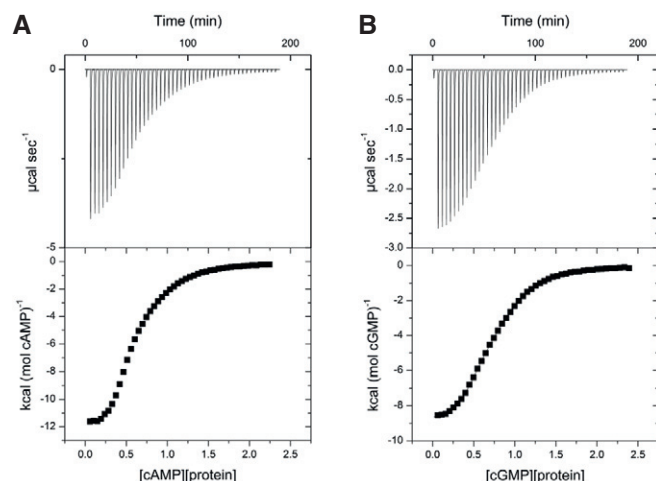 A
Time (min)
0 100 200
0
-5
µcal sec⁻¹
0
-2
-4
-6
-8
-10
-12
kcal (mol cAMP)⁻¹
0.0 0.5 1.0 1.5 2.0 2.5
[cAMP][protein]
B
Time (min)
0 100 200
0.0
-0.5
-1.0
-1.5
-2.0
-2.5
-3.0
µcal sec⁻¹
0
-2
-4
-6
-8
-10
kcal (mol cGMP)⁻¹
0.0 0.5 1.0 1.5 2.0 2.5
[cGMP][protein]